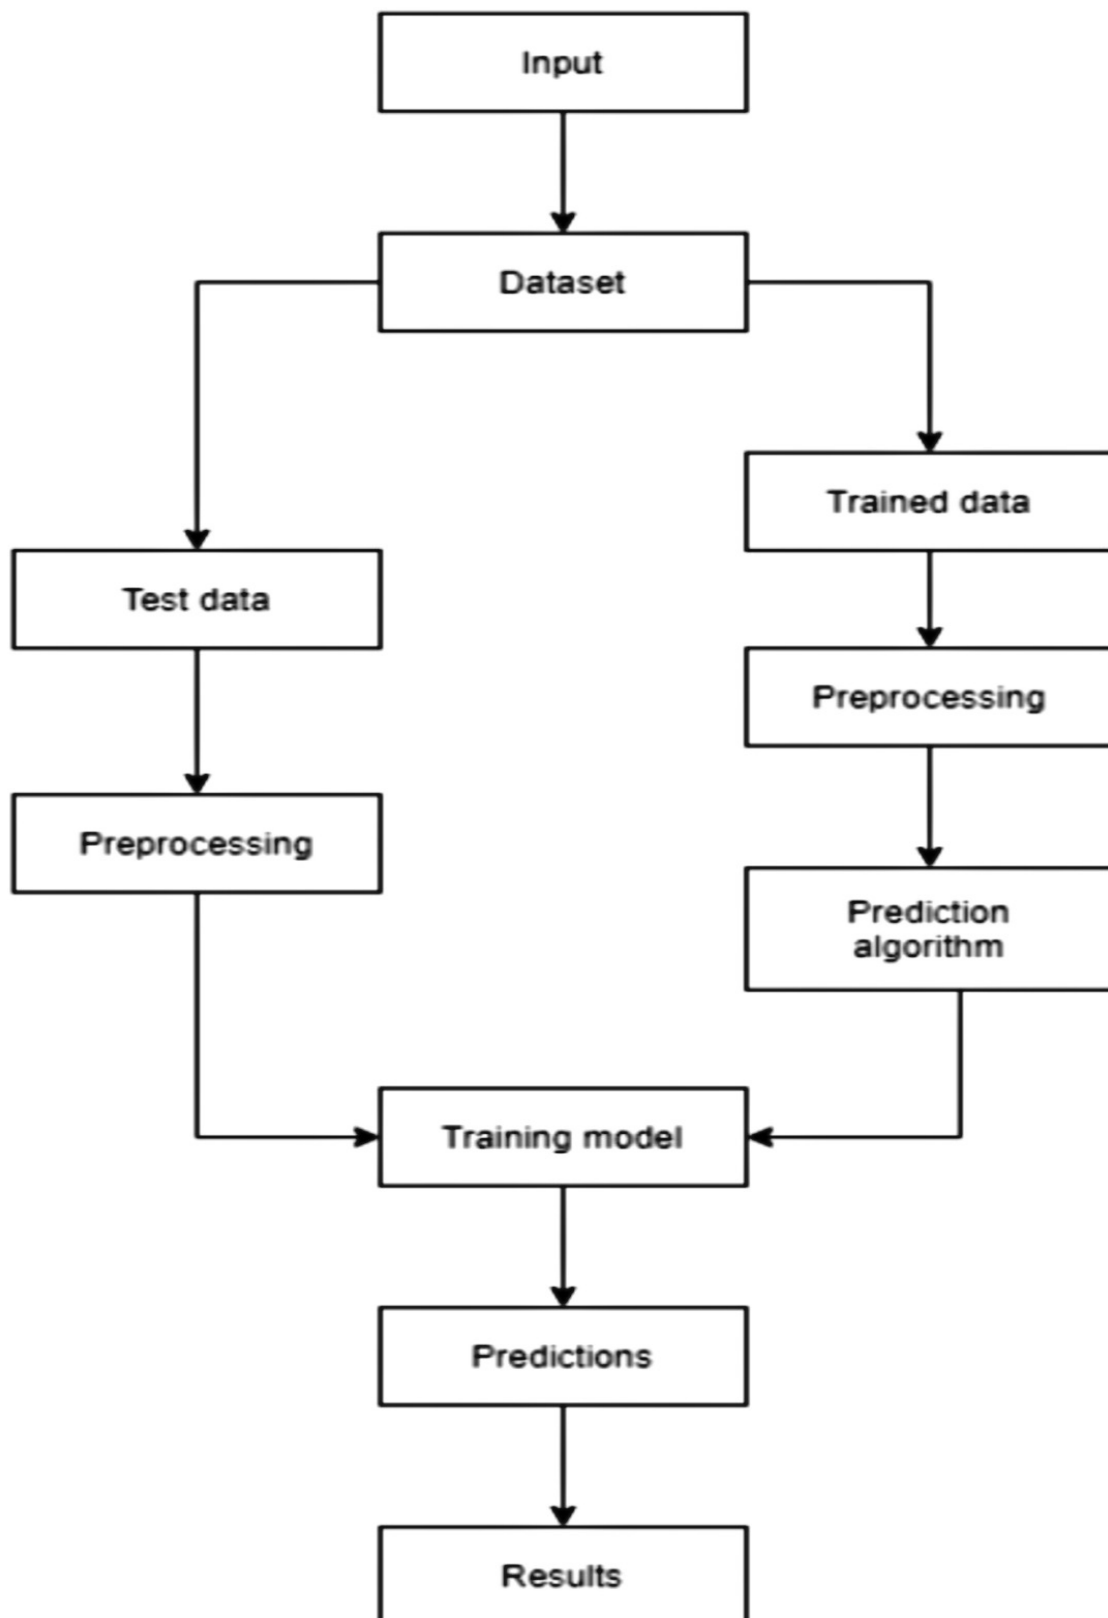 Input
Dataset
Trained data
Test data
Preprocessing
Preprocessing
Prediction
algorithm
Training model
Predictions
Results